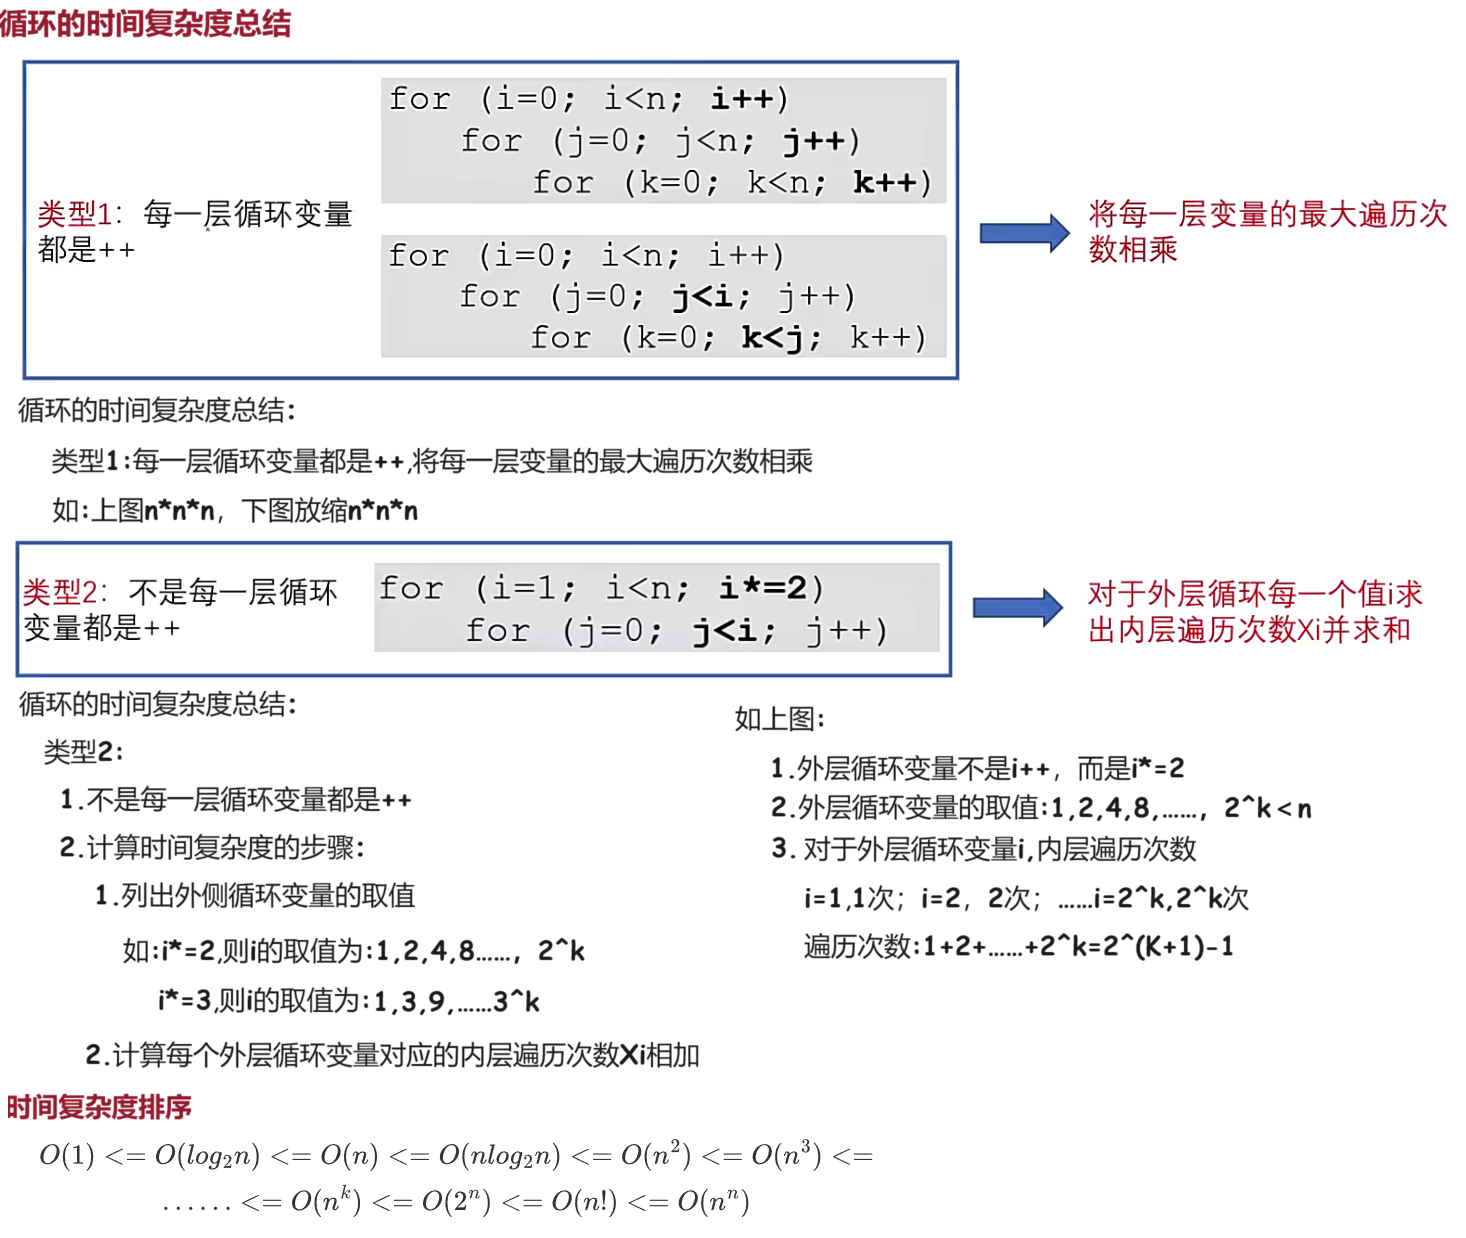 循环的时间复杂度总结
for (i=0; i<n; i++)
for (j=0; j<n; j++)
for (k=0; k<n; k++)
类型1：每一层循环变量
都是++
for (i=0; i<n; i++)
for (j=0; j<i; j++)
for (k=0; k<j; k++)
将每一层变量的最大遍历次
数相乘
循环的时间复杂度总结:
类型1:每一层循环变量都是++,将每一层变量的最大遍历次数相乘
如:上图n*n*n，下图放缩n*n*n
类型2：不是每一层循环
变量都是++
for (i=1; i<n; i*=2)
for (j=0; j<i; j++)
对于外层循环每一个值i求
出内层遍历次数Xi并求和
循环的时间复杂度总结:
类型2:
1.不是每一层循环变量都是++
2.计算时间复杂度的步骤:
1.列出外侧循环变量的取值
如:i*=2,则i的取值为:1,2,4,8……，2^k
i*=3,则i的取值为:1,3,9,……3^k
2.计算每个外层循环变量对应的内层遍历次数Xi相加
如上图:
1.外层循环变量不是i++，而是i*=2
2.外层循环变量的取值:1,2,4,8,……，2^k<n
3. 对于外层循环变量i,内层遍历次数
i=1,1次；i=2，2次；……i=2^k,2^k次
遍历次数:1+2+……+2^k=2^(K+1)-1
时间复杂度排序
O(1) <= O(log₂n) <= O(n) <= O(nlog₂n) <= O(n²) <= O(n³) <=
...... <= O(nᵏ) <= O(2ⁿ) <= O(n!) <= O(nⁿ)